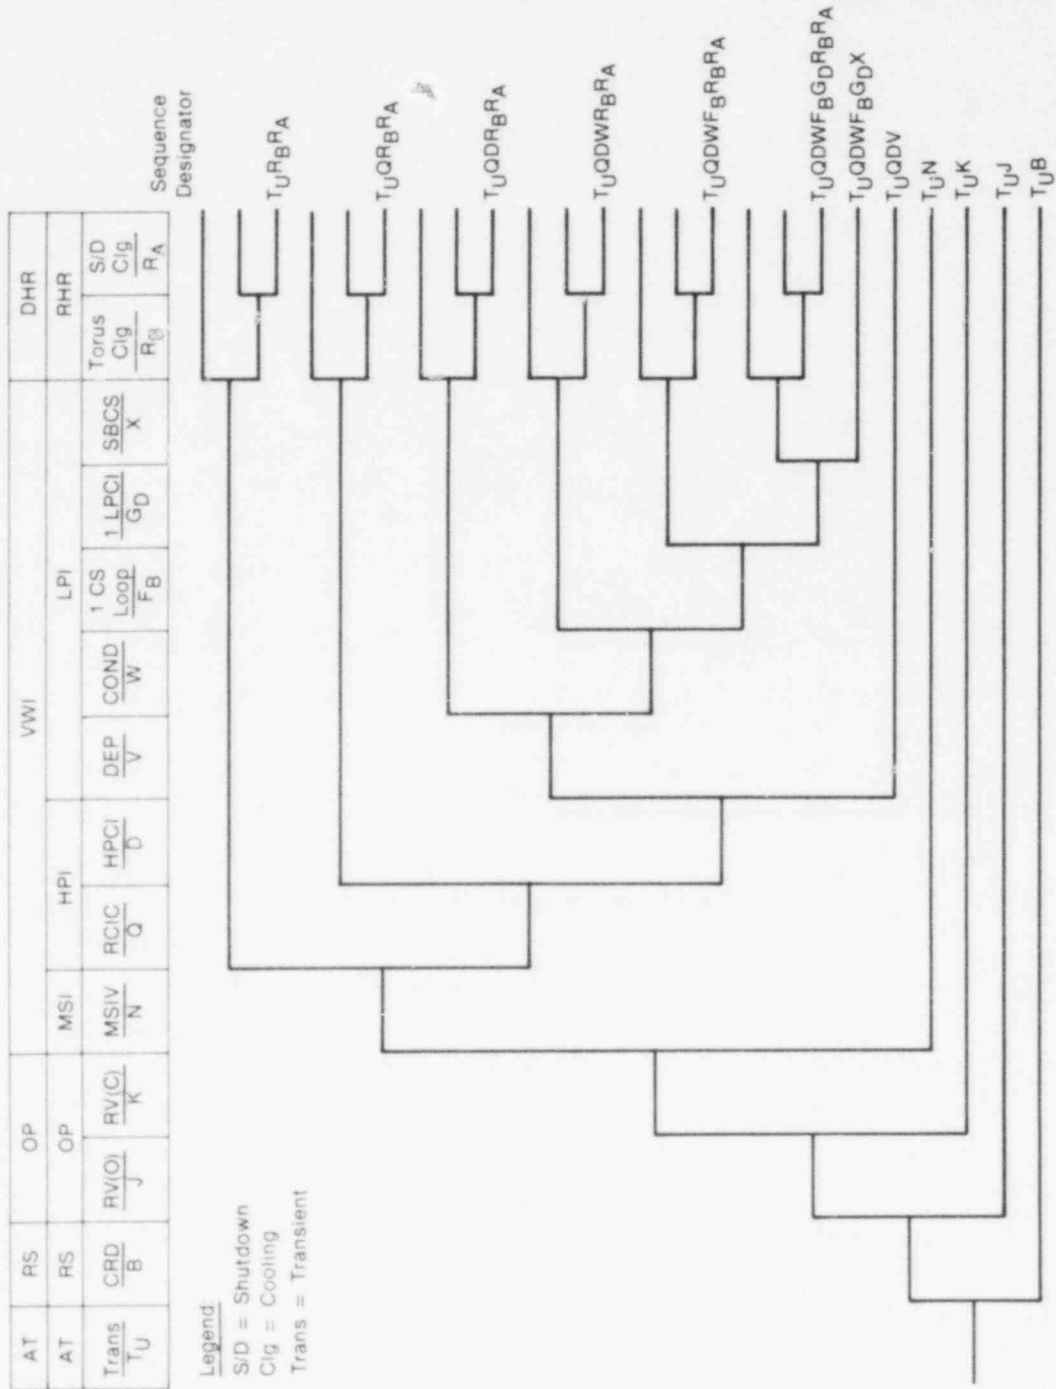 AT RS OP VWI DHR
AT RS OP MSI HPI LPI RHR
Trans CRD RV(O) RV(C) MSIV RCIC HPCI DEP COND 1 CS Loop 1 LPCI SBCS Torus Clg S/D Clg
TU B J K N Q D V W FB GD X RB RA
Sequence
Designator
TURBRA
TUQRBRA
TUQDRBRA
TUQDWRBRA
TUQDWFBRBRA
TUQDWFBGDRBRA
TUQDWFBGDX
TUQDV
TUN
TUK
TUJ
TUB
Legend:
S/D = Shutdown
Clg = Cooling
Trans = Transient